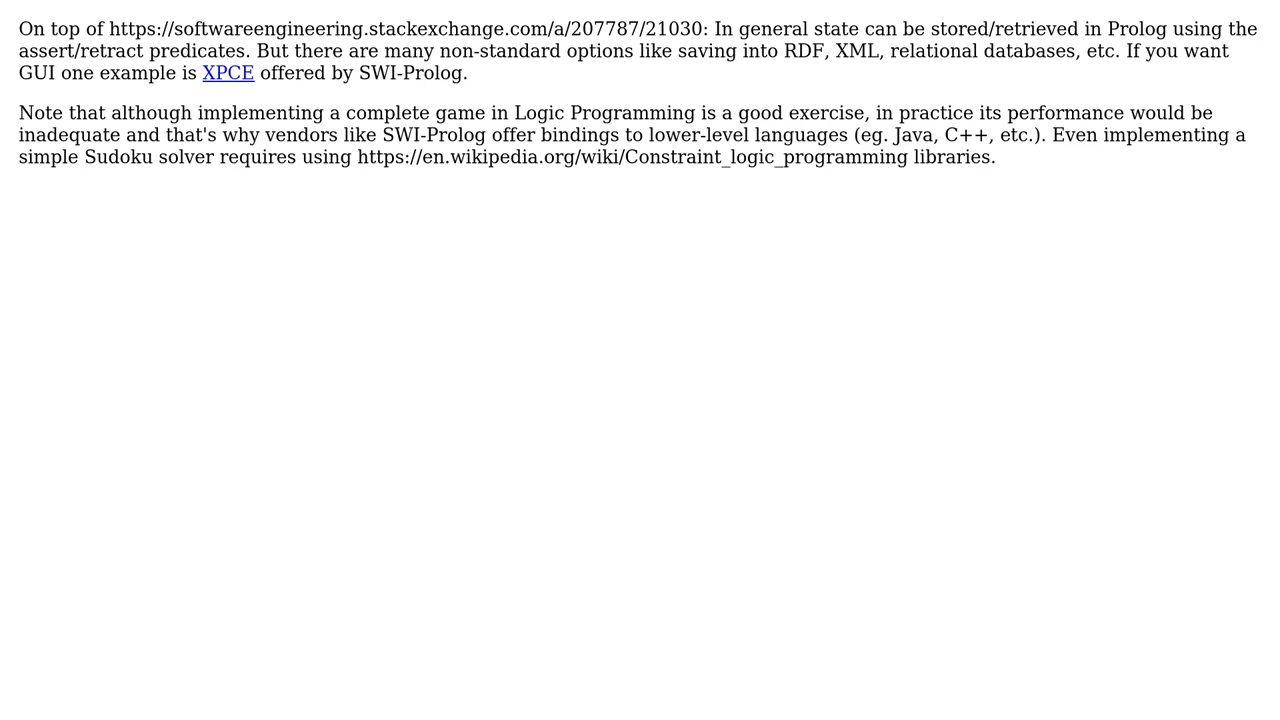 On top of https://softwareengineering.stackexchange.com/a/207787/21030: In general state can be stored/retrieved in Prolog using the
assert/retract predicates. But there are many non-standard options like saving into RDF, XML, relational databases, etc. If you want
GUI one example is XPCE offered by SWI-Prolog.
Note that although implementing a complete game in Logic Programming is a good exercise, in practice its performance would be
inadequate and that's why vendors like SWI-Prolog offer bindings to lower-level languages (eg. Java, C++, etc.). Even implementing a
simple Sudoku solver requires using https://en.wikipedia.org/wiki/Constraint_logic_programming libraries.